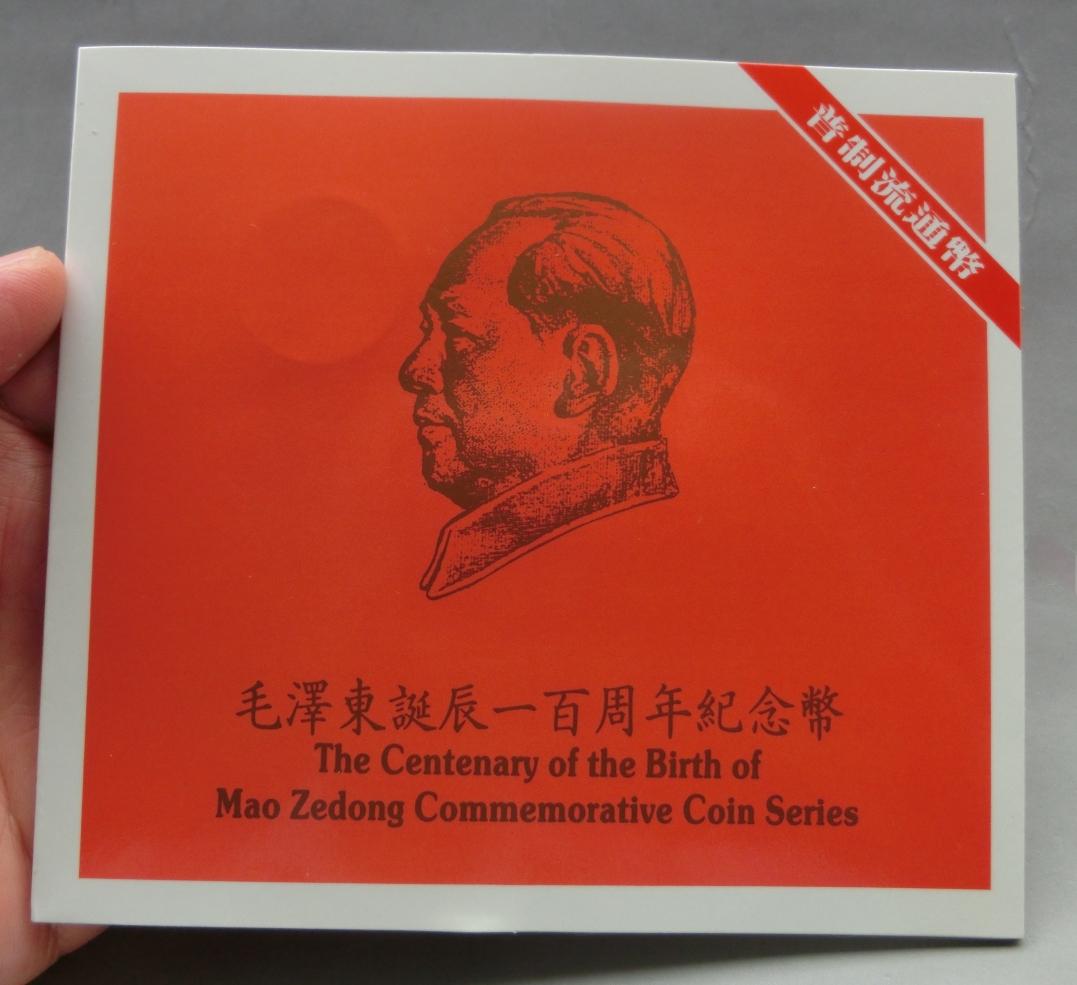 普制流通幣
毛澤東誕辰一百周年紀念幣
The Centenary of the Birth of
Mao Zedong Commemorative Coin Series